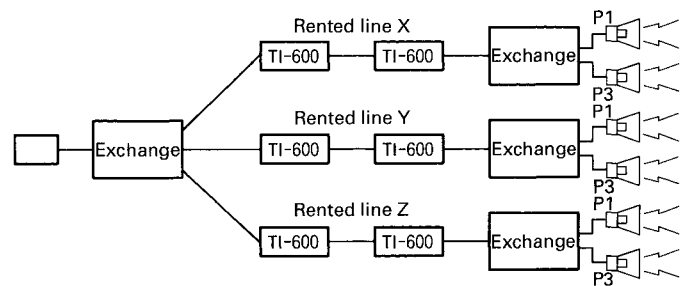 Rented line X
P1
TI-600 TI-600 Exchange
P3
Rented line Y
P1
Exchange TI-600 TI-600 Exchange
P3
Rented line Z
P1
TI-600 TI-600 Exchange
P3